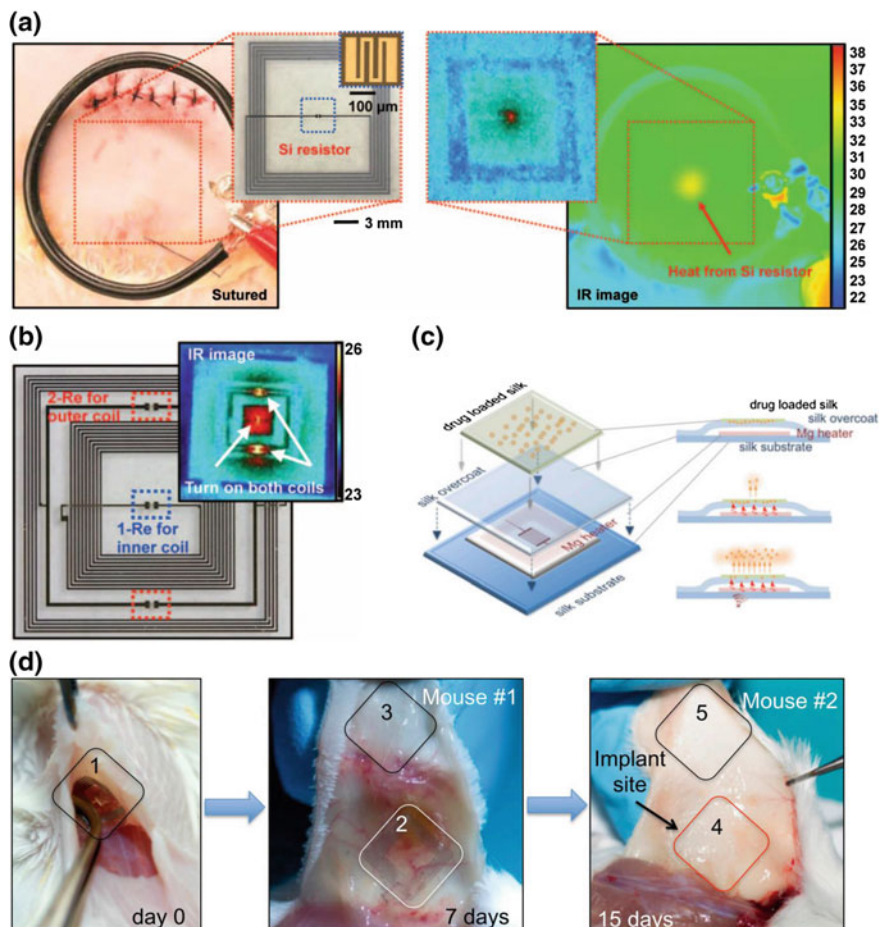 (a)
100 µm
Si resistor
3 mm
Sutured
Heat from Si resistor
IR image
38
37
36
35
34
33
32
31
30
29
28
27
26
25
24
23
22
(b)
2-Re for
outer coil
1-Re for
inner coil
IR image
Turn on both coils
26
23
(c)
drug loaded silk
silk overcoat
Mg heater
silk substrate
drug loaded silk
silk overcoat
Mg heater
silk substrate
(d)
1
day 0
Mouse #1
3
2
7 days
Mouse #2
5
Implant
site
4
15 days